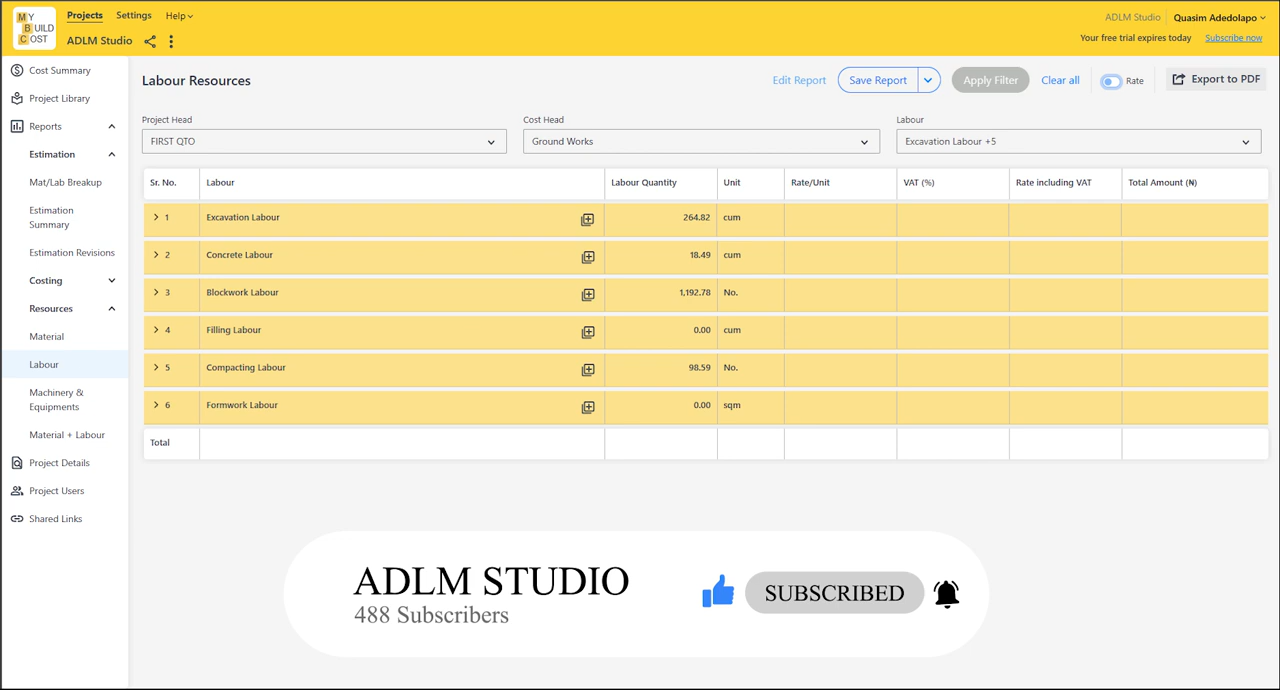 MY
BUILD
COST
Projects Settings Help
ADLM Studio
ADLM Studio Quasim Adedolapo
Your free trial expires today Subscribe now
Cost Summary
Project Library
Reports
Estimation
Mat/Lab Breakup
Estimation
Summary
Estimation Revisions
Costing
Resources
Material
Labour
Machinery &
Equipments
Material + Labour
Project Details
Project Users
Shared Links
Labour Resources
Edit Report Save Report Apply Filter Clear all Rate Export to PDF
Project Head Cost Head Labour
FIRST QTO Ground Works Excavation Labour +5
Sr. No. Labour Labour Quantity Unit Rate/Unit VAT (%) Rate including VAT Total Amount (₦)
1 Excavation Labour 264.82 cum
2 Concrete Labour 18.49 cum
3 Blockwork Labour 1,192.78 No.
4 Filling Labour 0.00 cum
5 Compacting Labour 98.59 No.
6 Formwork Labour 0.00 sqm
Total
ADLM STUDIO
488 Subscribers
SUBSCRIBED